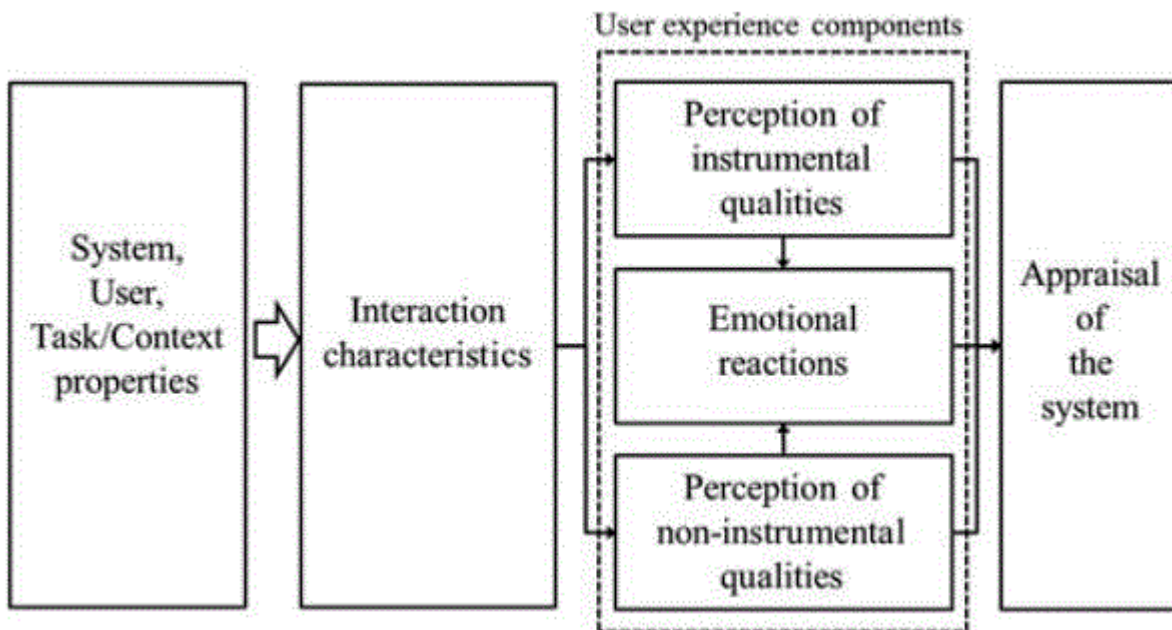 User experience components
System,
User,
Task/Context
properties
Interaction
characteristics
Perception of
instrumental
qualities
Emotional
reactions
Perception of
non-instrumental
qualities
Appraisal
of
the
system